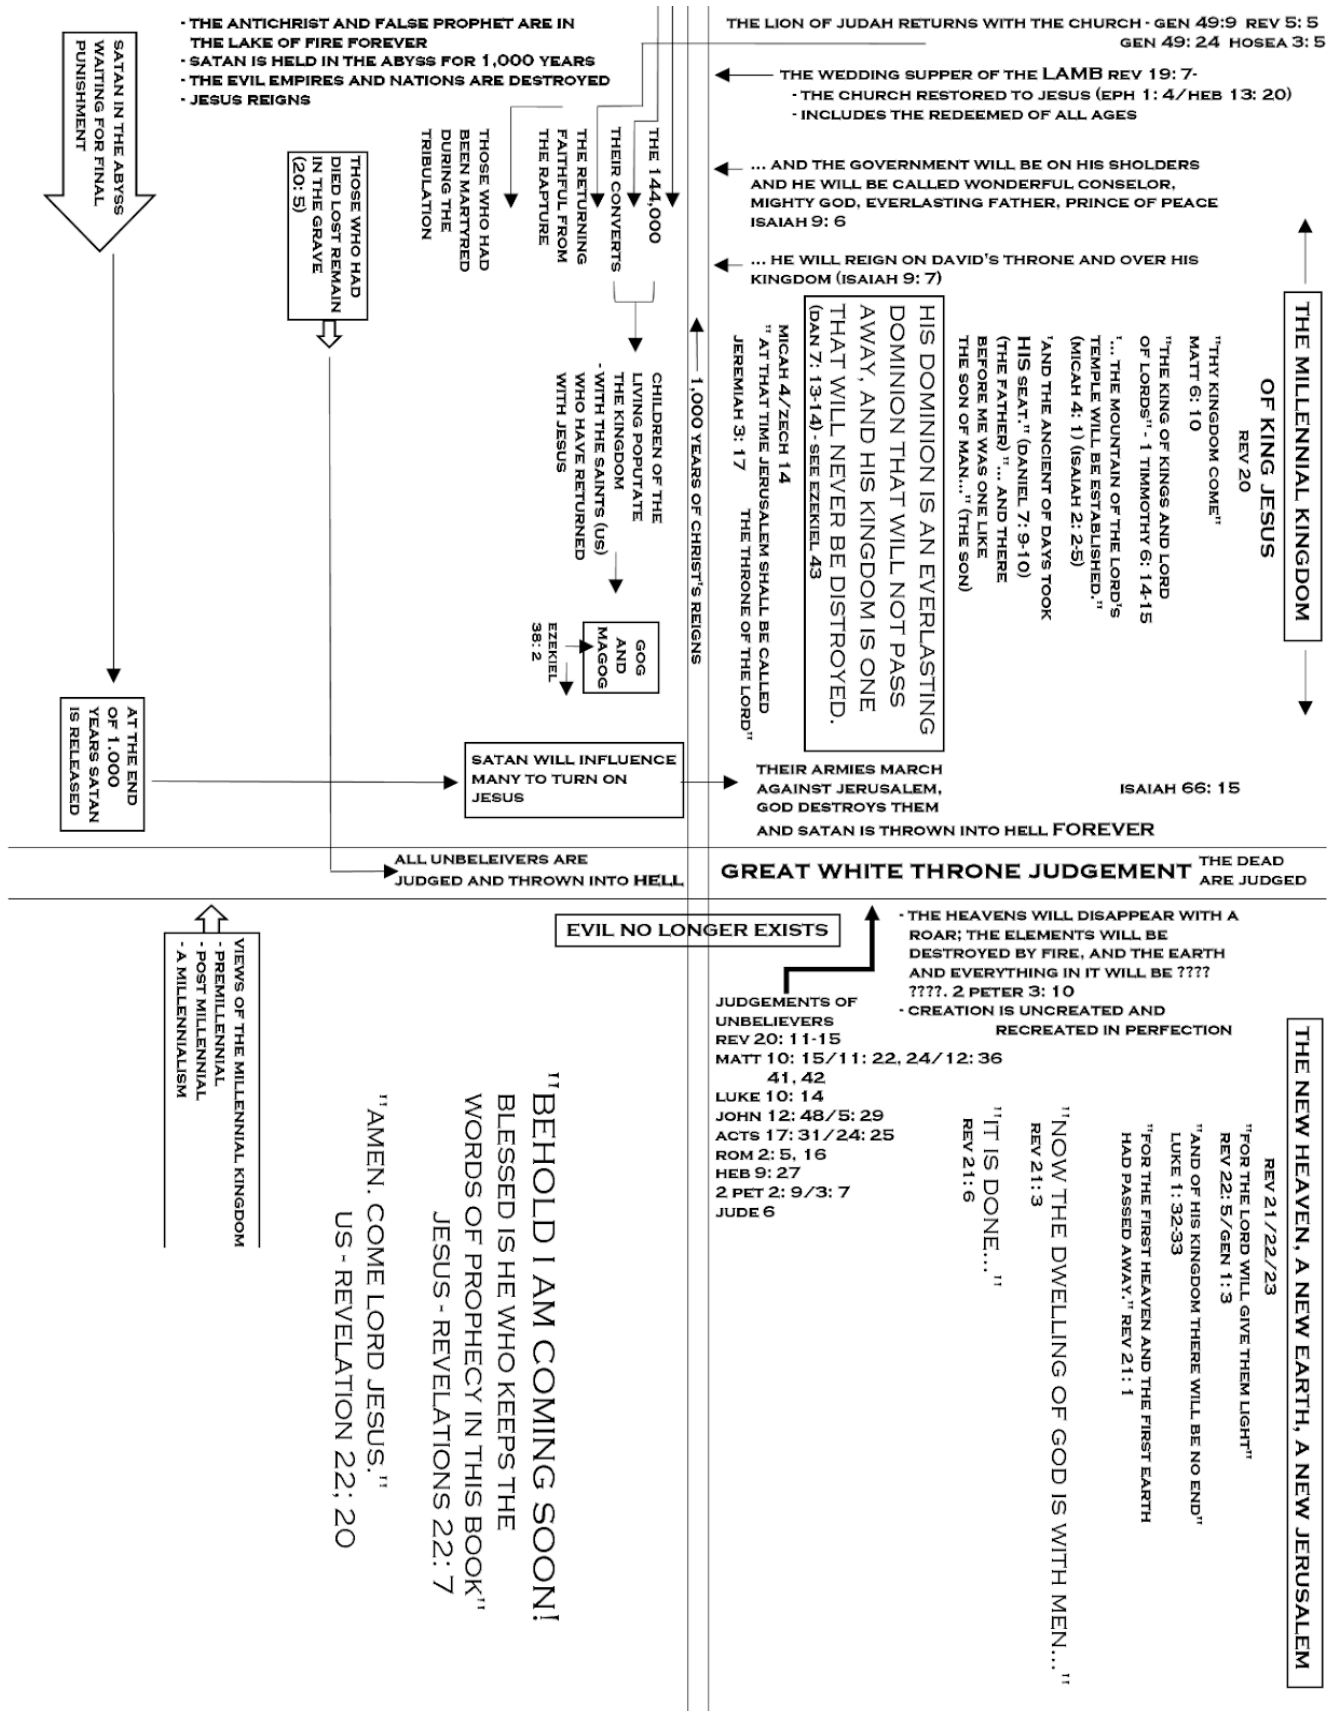 - THE ANTICHRIST AND FALSE PROPHET ARE IN
THE LAKE OF FIRE FOREVER
- SATAN IS HELD IN THE ABYSS FOR 1,000 YEARS
- THE EVIL EMPIRES AND NATIONS ARE DESTROYED
- JESUS REIGNS
THE LION OF JUDAH RETURNS WITH THE CHURCH - GEN 49:9 REV 5: 5
GEN 49: 24 HOSEA 3: 5
THE WEDDING SUPPER OF THE LAMB REV 19: 7-
- THE CHURCH RESTORED TO JESUS (EPH 1: 4/HEB 13: 20)
- INCLUDES THE REDEEMED OF ALL AGES
... AND THE GOVERNMENT WILL BE ON HIS SHOLDERS
AND HE WILL BE CALLED WONDERFUL CONSELOR,
MIGHTY GOD, EVERLASTING FATHER, PRINCE OF PEACE
ISAIAH 9: 6
... HE WILL REIGN ON DAVID'S THRONE AND OVER HIS
KINGDOM (ISAIAH 9: 7)
SATAN IN THE ABYSS
WAITING FOR FINAL
PUNISHMENT
THOSE WHO HAD
DIED LOST REMAIN
IN THE GRAVE
(20: 5)
THE 144,000
THEIR CONVERTS
THE RETURNING
FAITHFUL FROM
THE RAPTURE
THOSE WHO HAD
BEEN MARTYRED
DURING THE
TRIBULATION
CHILDREN OF THE
LIVING POPUTATE
THE KINGDOM
- WITH THE SAINTS (US)
WHO HAVE RETURNED
WITH JESUS
GOG
AND
MAGOG
EZEKIEL
38: 2
1,000 YEARS OF CHRIST'S REIGNS
THE MILLENNIAL KINGDOM
OF KING JESUS
REV 20
"THY KINGDOM COME"
MATT 6: 10
"THE KING OF KINGS AND LORD
OF LORDS" - 1 TIMMOTHY 6: 14-15
'... THE MOUNTAIN OF THE LORD'S
TEMPLE WILL BE ESTABLISHED."
(MICAH 4: 1) (ISAIAH 2: 2-5)
'AND THE ANCIENT OF DAYS TOOK
HIS SEAT." (DANIEL 7: 9-10)
(THE FATHER) "... AND THERE
BEFORE ME WAS ONE LIKE
THE SON OF MAN..." (THE SON)
HIS DOMINION IS AN EVERLASTING
DOMINION THAT WILL NOT PASS
AWAY, AND HIS KINGDOM IS ONE
THAT WILL NEVER BE DISTROYED.
(DAN 7: 13-14) - SEE EZEKIEL 43
MICAH 4/ZECH 14
" AT THAT TIME JERUSALEM SHALL BE CALLED
JEREMIAH 3: 17 THE THRONE OF THE LORD"
AT THE END
OF 1.000
YEARS SATAN
IS RELEASED
SATAN WILL INFLUENCE
MANY TO TURN ON
JESUS
THEIR ARMIES MARCH
AGAINST JERUSALEM,
GOD DESTROYS THEM
AND SATAN IS THROWN INTO HELL FOREVER
ISAIAH 66: 15
ALL UNBELEIVERS ARE
JUDGED AND THROWN INTO HELL
GREAT WHITE THRONE JUDGEMENT
THE DEAD
ARE JUDGED
EVIL NO LONGER EXISTS
- THE HEAVENS WILL DISAPPEAR WITH A
ROAR; THE ELEMENTS WILL BE
DESTROYED BY FIRE, AND THE EARTH
AND EVERYTHING IN IT WILL BE ????
????. 2 PETER 3: 10
- CREATION IS UNCREATED AND
RECREATED IN PERFECTION
JUDGEMENTS OF
UNBELIEVERS
REV 20: 11-15
MATT 10: 15/11: 22, 24/12: 36
41, 42
LUKE 10: 14
JOHN 12: 48/5: 29
ACTS 17: 31/24: 25
ROM 2: 5, 16
HEB 9: 27
2 PET 2: 9/3: 7
JUDE 6
VIEWS OF THE MILLENNIAL KINGDOM
- PREMILLENNIAL
- POST MILLENNIAL
- A MILLENNIALISM
"BEHOLD I AM COMING SOON!
BLESSED IS HE WHO KEEPS THE
WORDS OF PROPHECY IN THIS BOOK"
JESUS - REVELATIONS 22: 7
"AMEN. COME LORD JESUS."
US - REVELATION 22; 20
THE NEW HEAVEN, A NEW EARTH, A NEW JERUSALEM
REV 21/22/23
"FOR THE LORD WILL GIVE THEM LIGHT"
REV 22: 5/GEN 1: 3
"AND OF HIS KINGDOM THERE WILL BE NO END"
LUKE 1: 32-33
"FOR THE FIRST HEAVEN AND THE FIRST EARTH
HAD PASSED AWAY." REV 21: 1
"NOW THE DWELLING OF GOD IS WITH MEN... "
REV 21: 3
"IT IS DONE... "
REV 21: 6